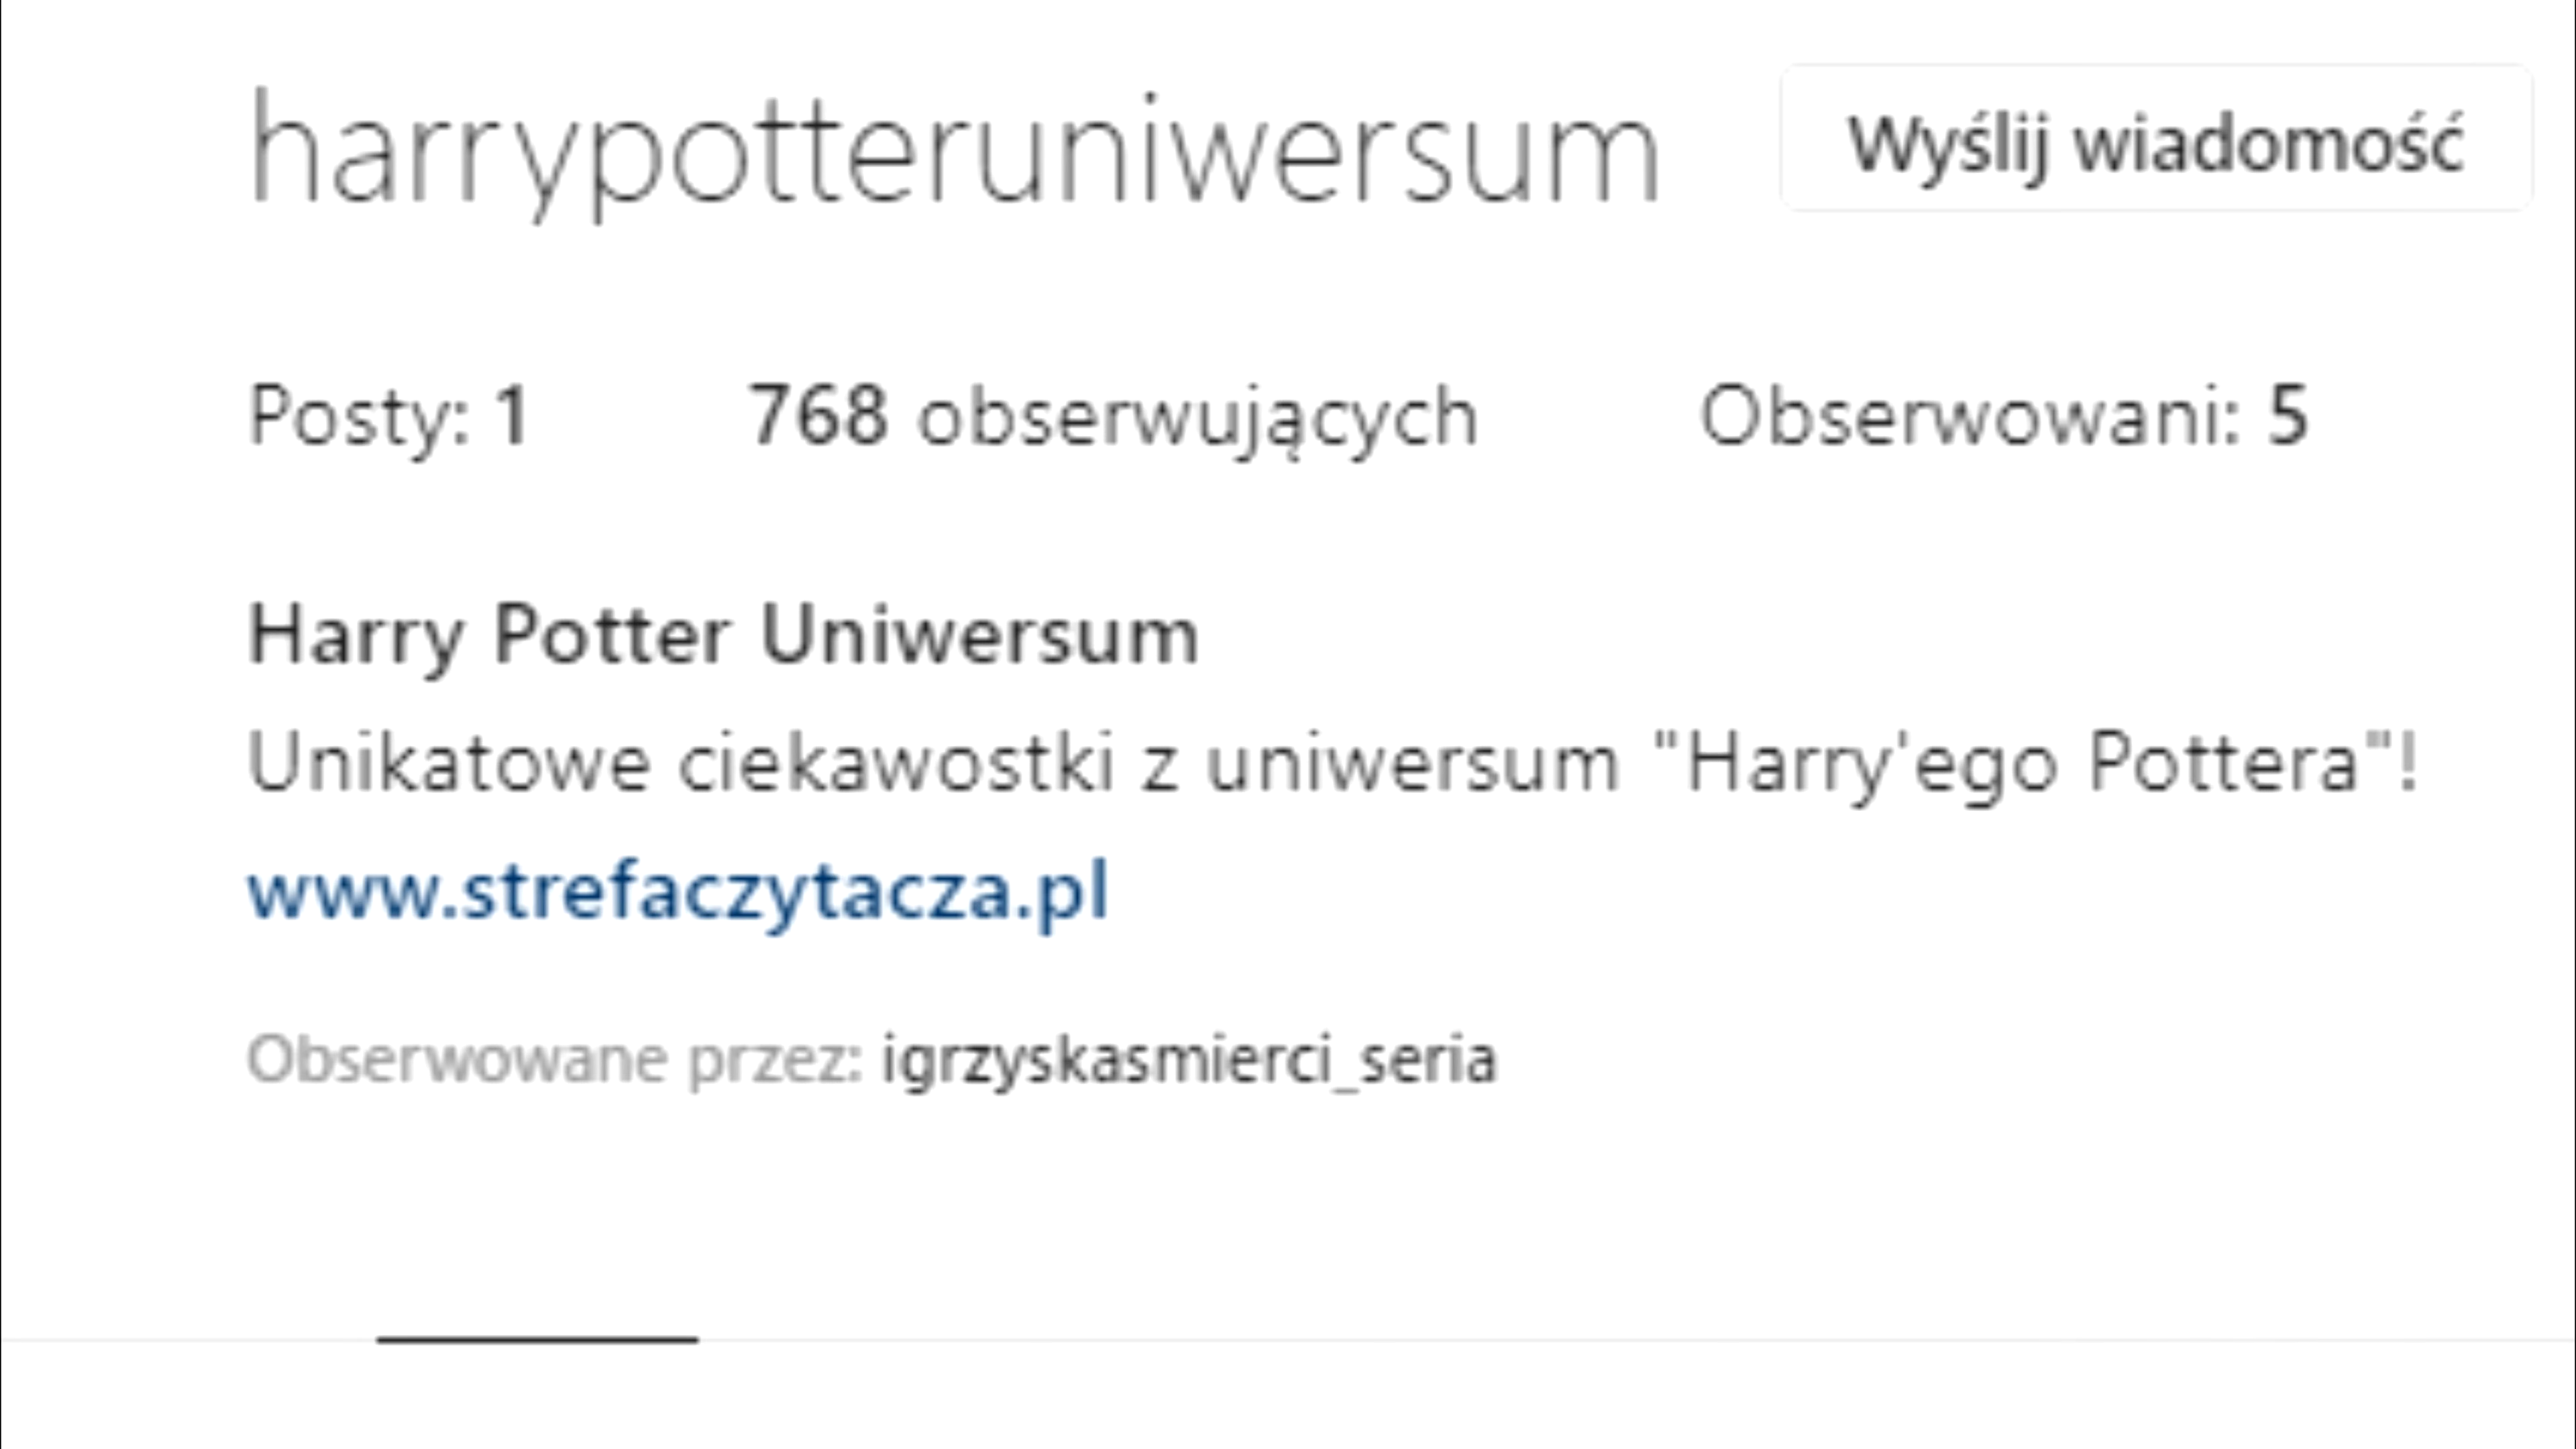 harrypotteruniwersum Wyślij wiadomość
Posty: 1 768 obserwujących Obserwowani: 5
Harry Potter Uniwersum
Unikatowe ciekawostki z uniwersum "Harry'ego Pottera"!
www.strefaczytacza.pl
Obserwowane przez: igrzyskasmierci_seria